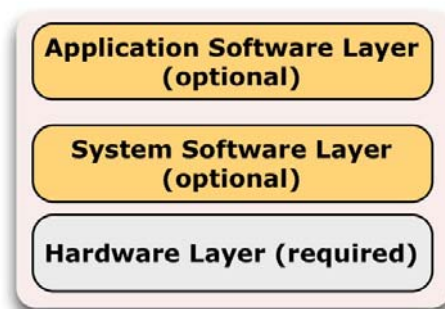 Application Software Layer
(optional)
System Software Layer
(optional)
Hardware Layer (required)